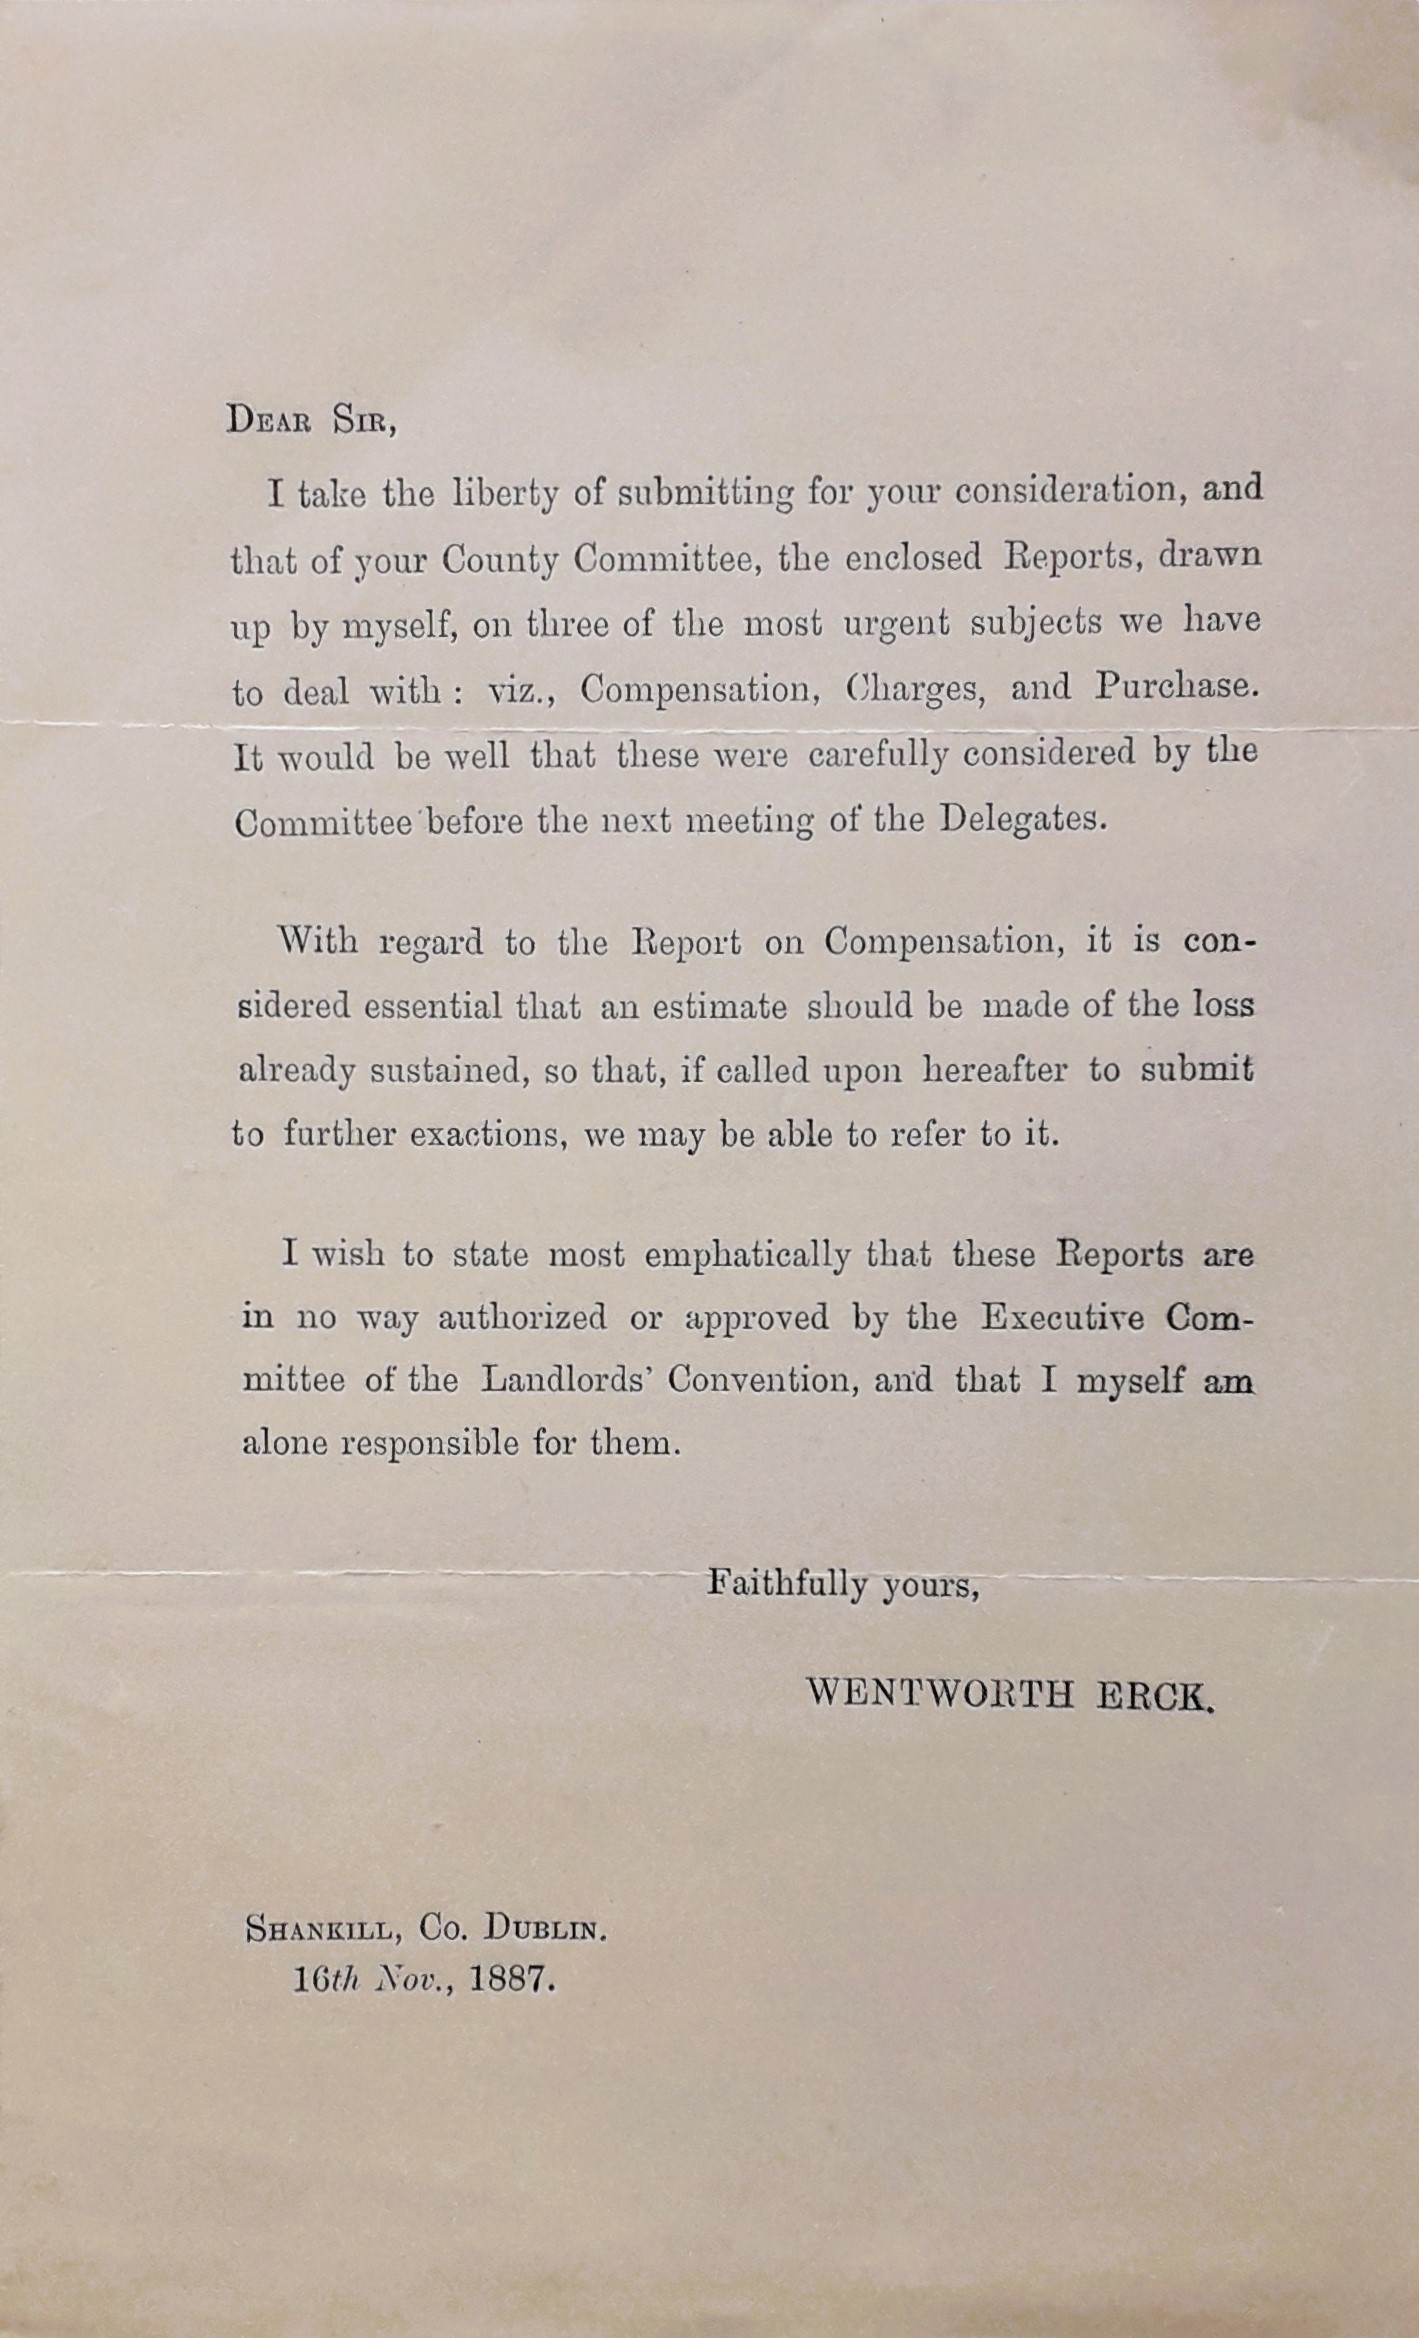 DEAR SIR,
I take the liberty of submitting for your consideration, and
that of your County Committee, the enclosed Reports, drawn
up by myself, on three of the most urgent subjects we have
to deal with : viz., Compensation, Charges, and Purchase.
It would be well that these were carefully considered by the
Committee before the next meeting of the Delegates.
With regard to the Report on Compensation, it is con-
sidered essential that an estimate should be made of the loss
already sustained, so that, if called upon hereafter to submit
to further exactions, we may be able to refer to it.
I wish to state most emphatically that these Reports are
in no way authorized or approved by the Executive Com-
mittee of the Landlords' Convention, and that I myself am
alone responsible for them.
Faithfully yours,
WENTWORTH ERCK.
SHANKILL, CO. DUBLIN.
16th Nov., 1887.